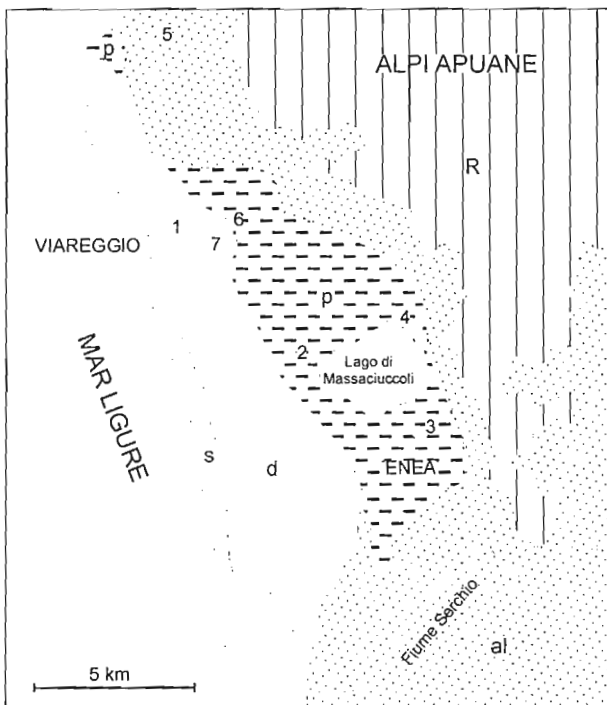 p
5
ALPI APUANE
R
1
6
VIAREGGIO
7
p
4
2
Lago di
Massaciuccoli
MAR LIGURE
3
s
d
ENEA
Fiume Serchio
al
5 km